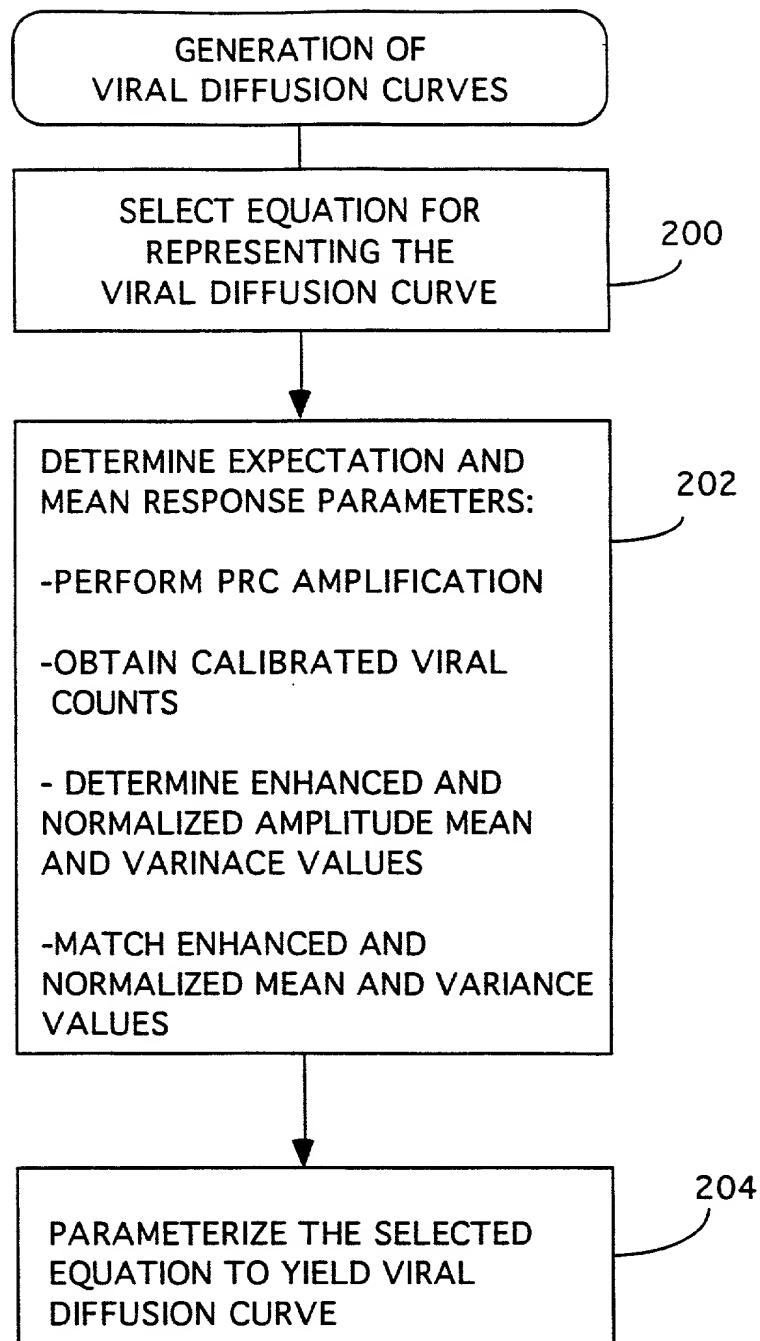 GENERATION OF
VIRAL DIFFUSION CURVES
SELECT EQUATION FOR
REPRESENTING THE
VIRAL DIFFUSION CURVE
200
DETERMINE EXPECTATION AND
MEAN RESPONSE PARAMETERS:
-PERFORM PRC AMPLIFICATION
-OBTAIN CALIBRATED VIRAL
COUNTS
- DETERMINE ENHANCED AND
NORMALIZED AMPLITUDE MEAN
AND VARINACE VALUES
-MATCH ENHANCED AND
NORMALIZED MEAN AND VARIANCE
VALUES
202
PARAMETERIZE THE SELECTED
EQUATION TO YIELD VIRAL
DIFFUSION CURVE
204